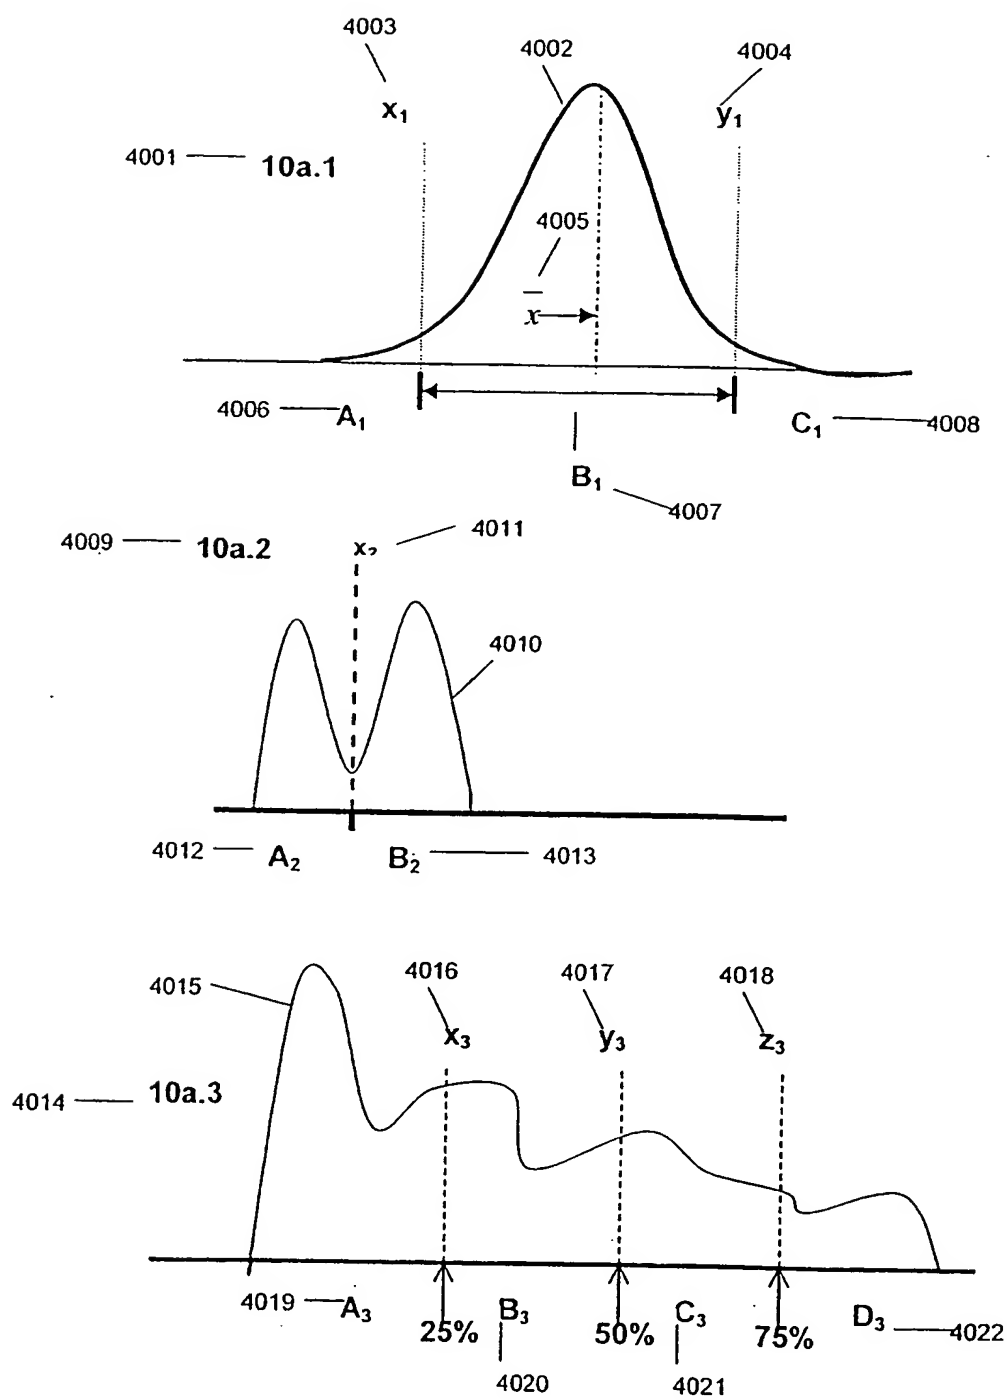 4003
4002
4004
x₁
y₁
4001
10a.1
4005
x̅
4006
A₁
C₁
4008
B₁
4007
4009
10a.2
x₂
4011
4010
4012
A₂
B₂
4013
4015
4016
4017
4018
x₃
y₃
z₃
4014
10a.3
4019
A₃
25%
B₃
50%
C₃
75%
D₃
4022
4020
4021